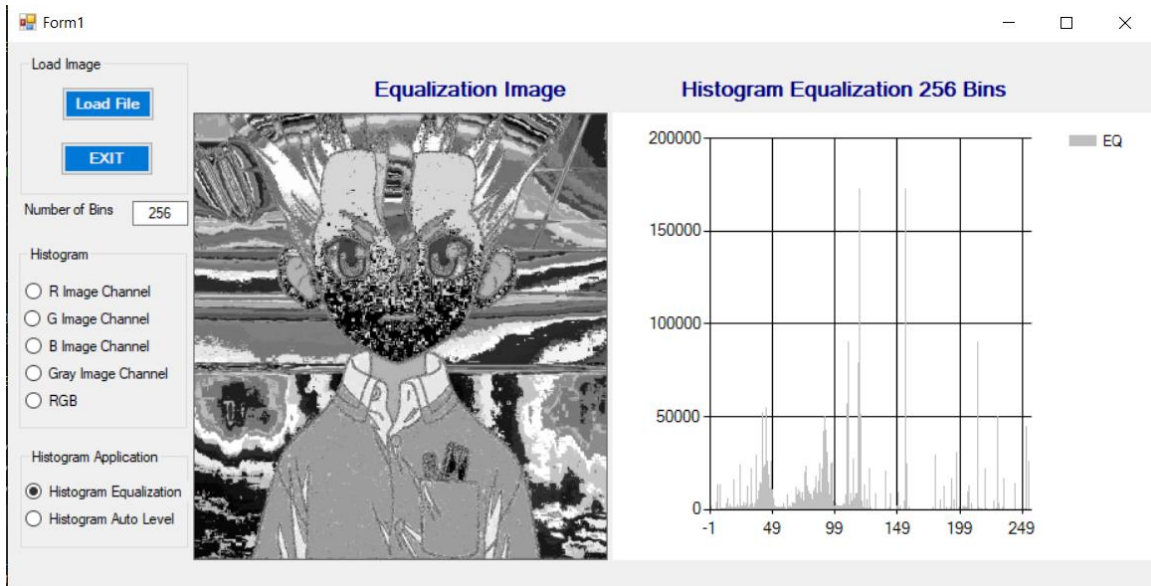 Form1
Load Image
Load File
EXIT
Number of Bins 256
Histogram
R Image Channel
G Image Channel
B Image Channel
Gray Image Channel
RGB
Histogram Application
Histogram Equalization
Histogram Auto Level
Equalization Image
Histogram Equalization 256 Bins
200000
150000
100000
50000
0
-1 49 99 149 199 249
EQ